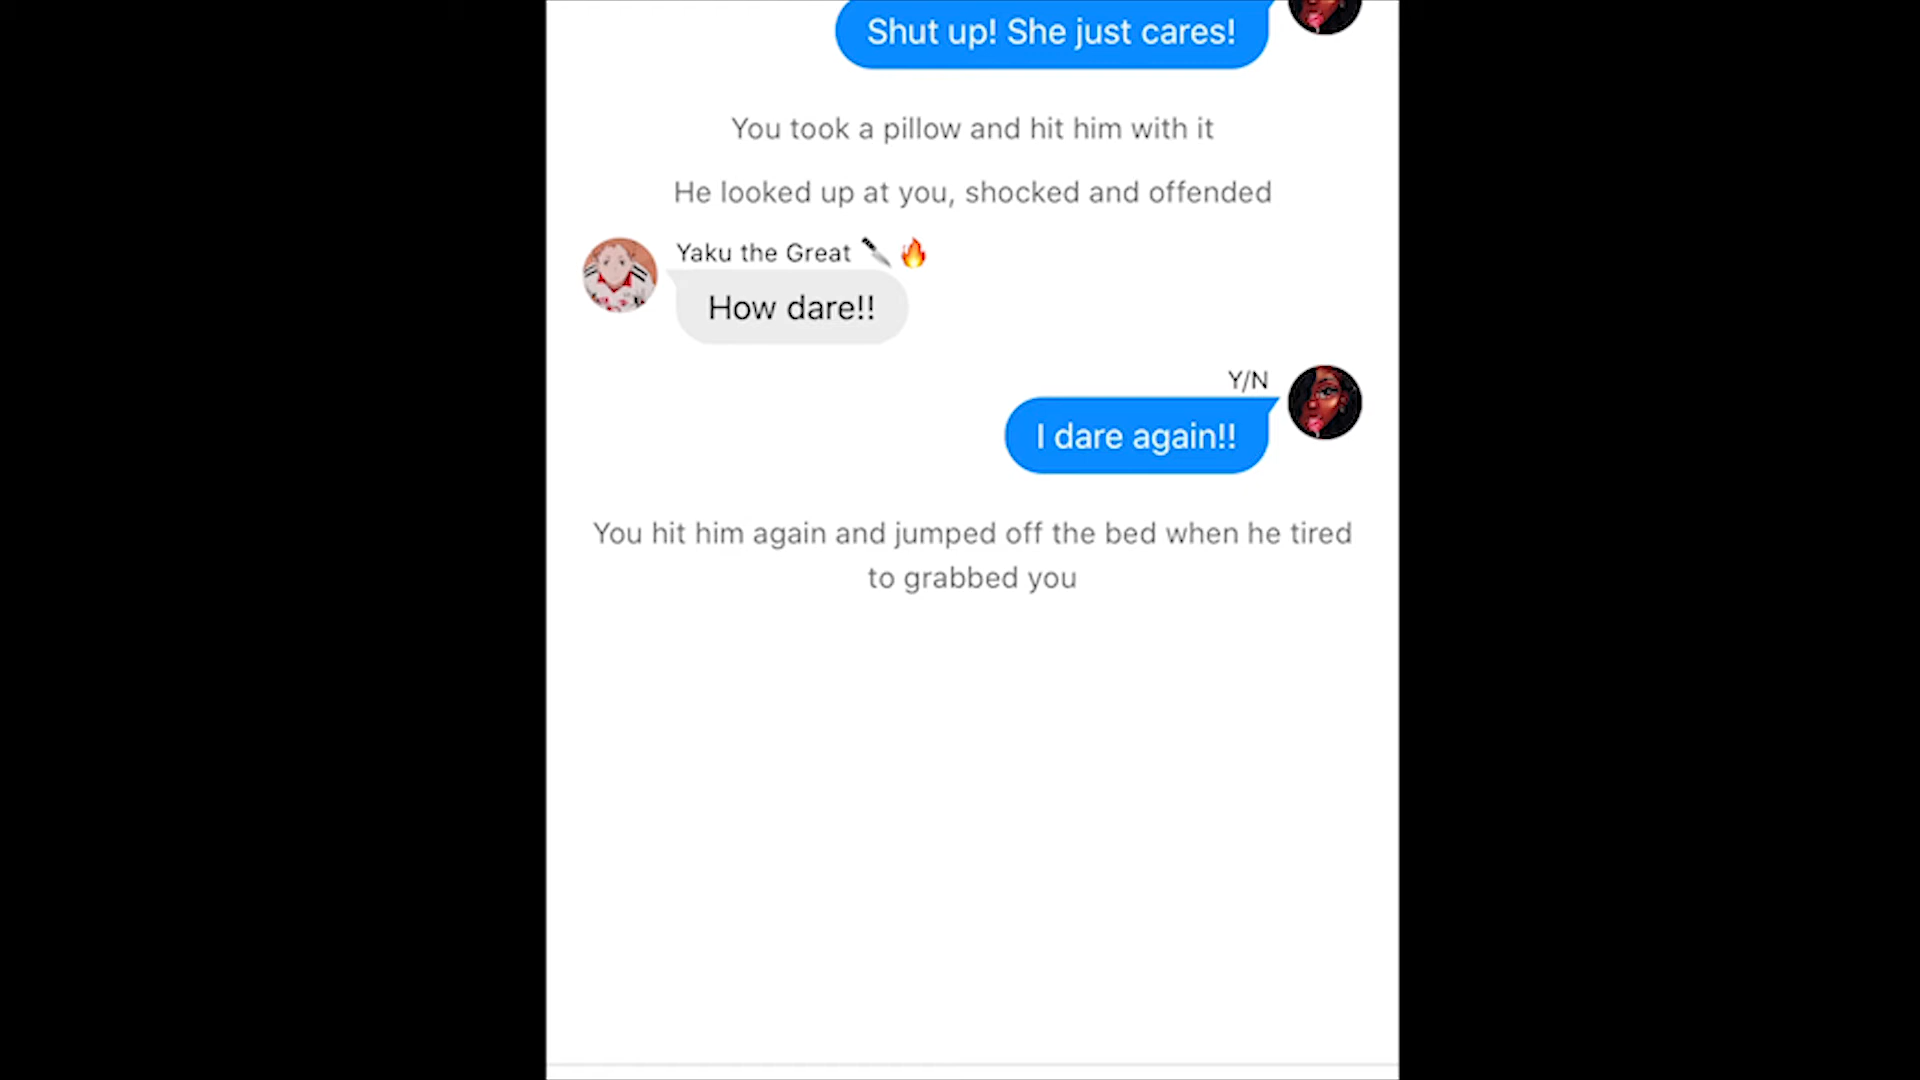 Shut up! She just cares!
You took a pillow and hit him with it
He looked up at you, shocked and offended
Yaku the Great 🔪 🔥
How dare!!
Y/N
I dare again!!
You hit him again and jumped off the bed when he tired
to grabbed you